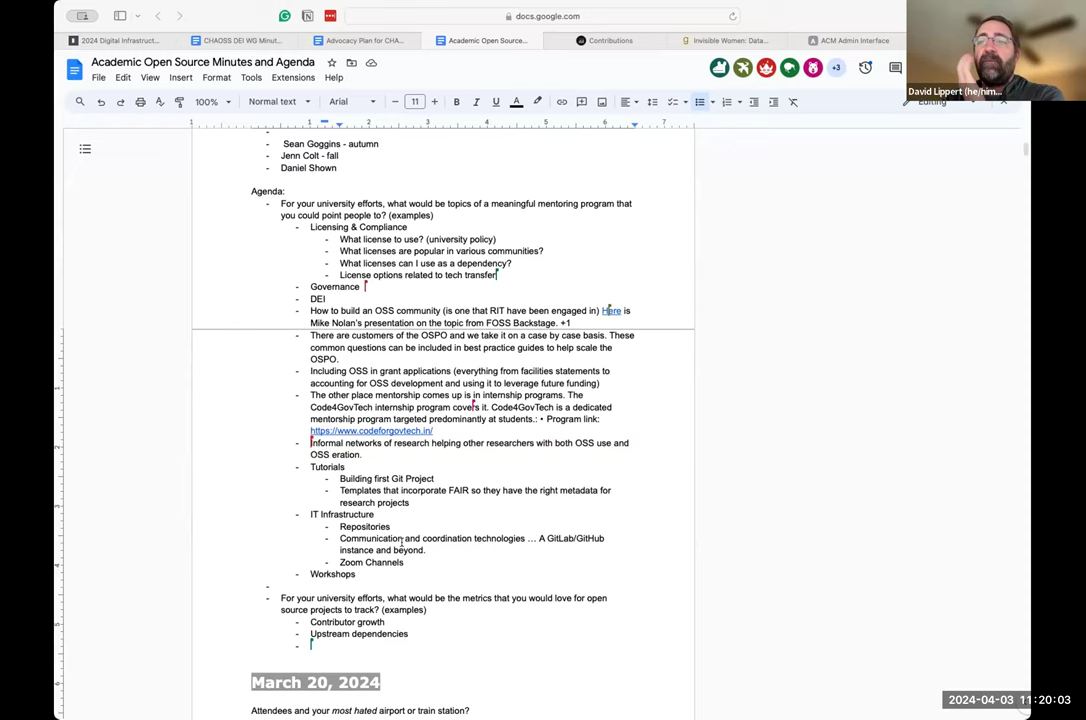 docs.google.com
2024 Digital Infrastruct...
CHAOSS DEI WG Minut...
Advocacy Plan for CHA...
Academic Open Source...
Contributions
Invisible Women: Data...
ACM Admin Interface
Academic Open Source Minutes and Agenda
+3
File Edit View Insert Format Tools Extensions Help
100% Normal text Arial 11 B I U A Editing
David Lippert (he/him...
1 1 2 3 4 5 6 7
- Sean Goggins - autumn
- Jenn Colt - fall
- Daniel Shown
Agenda:
- For your university efforts, what would be topics of a meaningful mentoring program that
you could point people to? (examples)
- Licensing & Compliance
- What license to use? (university policy)
- What licenses are popular in various communities?
- What licenses can I use as a dependency?
- License options related to tech transfer
- Governance
- DEI
- How to build an OSS community (is one that RIT have been engaged in) Here is
Mike Nolan's presentation on the topic from FOSS Backstage. +1
- There are customers of the OSPO and we take it on a case by case basis. These
common questions can be included in best practice guides to help scale the
OSPO.
- Including OSS in grant applications (everything from facilities statements to
accounting for OSS development and using it to leverage future funding)
- The other place mentorship comes up is in internship programs. The
Code4GovTech internship program covers it. Code4GovTech is a dedicated
mentorship program targeted predominantly at students.: • Program link:
https://www.codeforgovtech.in/
- Informal networks of research helping other researchers with both OSS use and
OSS eration.
- Tutorials
- Building first Git Project
- Templates that incorporate FAIR so they have the right metadata for
research projects
- IT Infrastructure
- Repositories
- Communication and coordination technologies … A GitLab/GitHub
instance and beyond.
- Zoom Channels
- Workshops
-
- For your university efforts, what would be the metrics that you would love for open
source projects to track? (examples)
- Contributor growth
- Upstream dependencies
-
March 20, 2024
Attendees and your most hated airport or train station?
2024-04-03 11:20:03